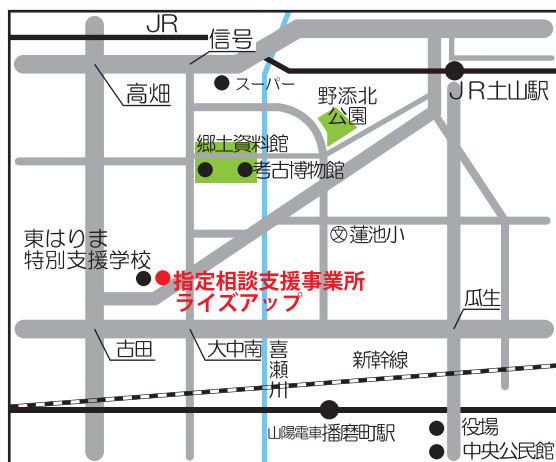 JR
信号
高畑
スーパー
野添北
公園
JR土山駅
郷土資料館
考古博物館
東はりま
特別支援学校
文
蓮池小
指定相談支援事業所
ライズアップ
瓜生
古田
大中南
喜瀬川
新幹線
山陽電車播磨町駅
役場
中央公民館